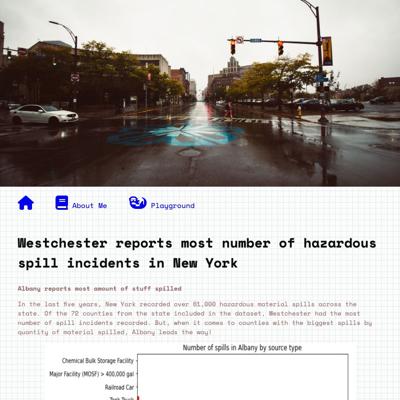 About Me
Playground
Westchester reports most number of hazardous
spill incidents in New York
Albany reports most amount of stuff spilled
In the last five years, New York recorded over 61,000 hazardous material spills across the
state. Of the 72 counties from the state included in the dataset, Westchester had the most
number of spill incidents recorded. But, when it comes to counties with the biggest spills by
quantity of material spilled, Albany leads the way!
Number of spills in Albany by source type
Chemical Bulk Storage Facility
Major Facility (MOSF) > 400,000 gal
Railroad Car